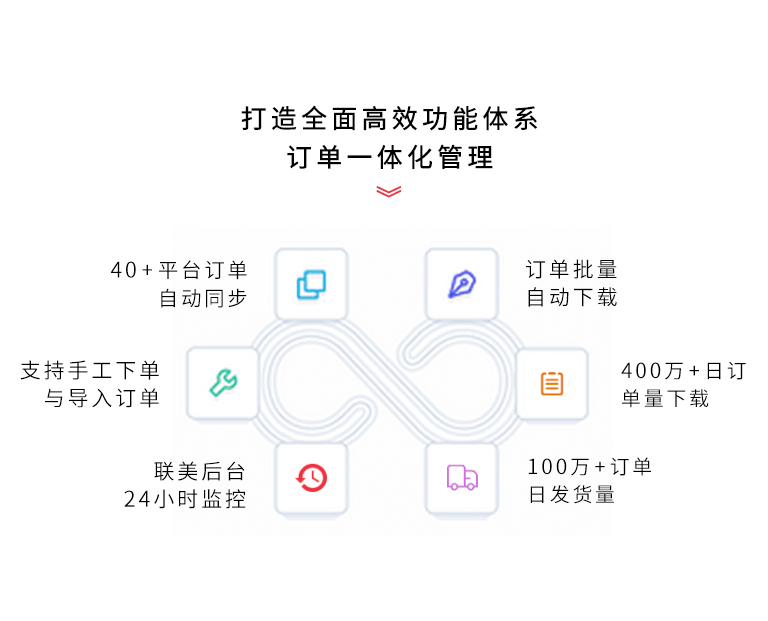 打造全面高效功能体系
订单一体化管理
40+平台订单
自动同步
订单批量
自动下载
支持手工下单
与导入订单
400万+日订
单量下载
联美后台
24小时监控
100万+订单
日发货量